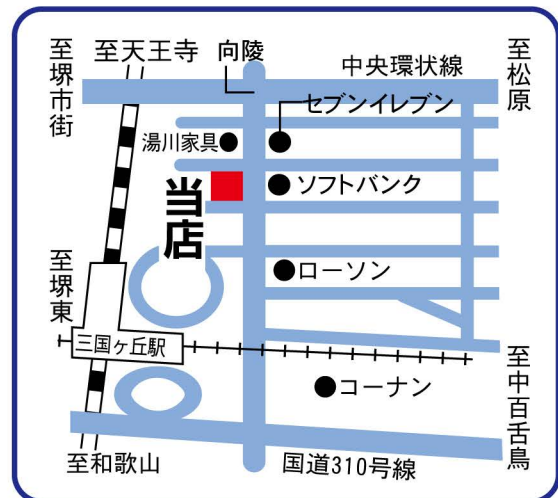 至堺市街
至天王寺
向陵
中央環状線
至松原
セブンイレブン
湯川家具
ソフトバンク
当店
至堺東
ローソン
三国ヶ丘駅
至中百舌鳥
コーナン
至和歌山
国道310号線